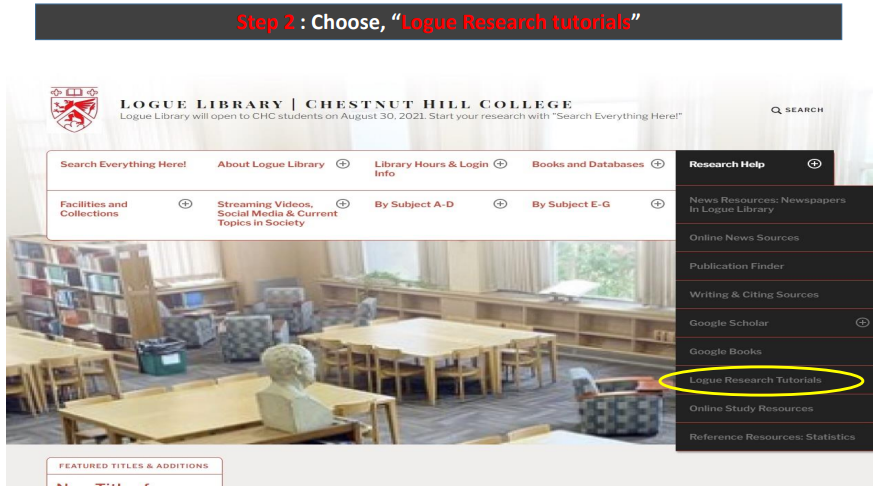 Step 2 : Choose, “Logue Research tutorials”
LOGUE LIBRARY | CHESTNUT HILL COLLEGE
Logue Library will open to CHC students on August 30, 2021. Start your research with "Search Everything Here!"
SEARCH
Search Everything Here!
About Logue Library
Library Hours & Login
Info
Books and Databases
Research Help
Facilities and
Collections
Streaming Videos,
Social Media & Current
Topics in Society
By Subject A-D
By Subject E-G
News Resources: Newspapers
In Logue Library
Online News Sources
Publication Finder
Writing & Citing Sources
Google Scholar
Google Books
Logue Research Tutorials
Online Study Resources
Reference Resources: Statistics
FEATURED TITLES & ADDITIONS
New Titles for